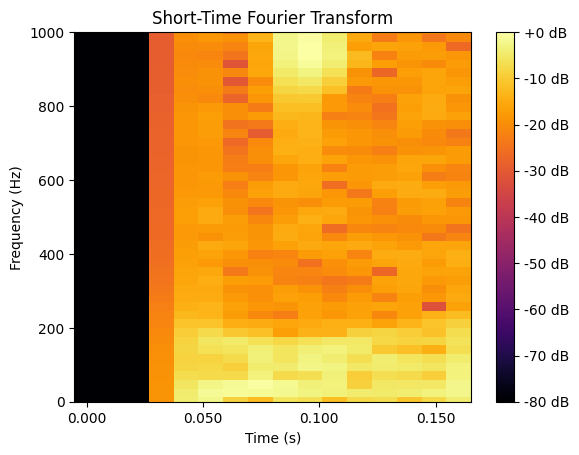 Short-Time Fourier Transform
1000
800
600
400
200
0
Frequency (Hz)
0.000
0.050
0.100
0.150
Time (s)
+0 dB
-10 dB
-20 dB
-30 dB
-40 dB
-50 dB
-60 dB
-70 dB
-80 dB